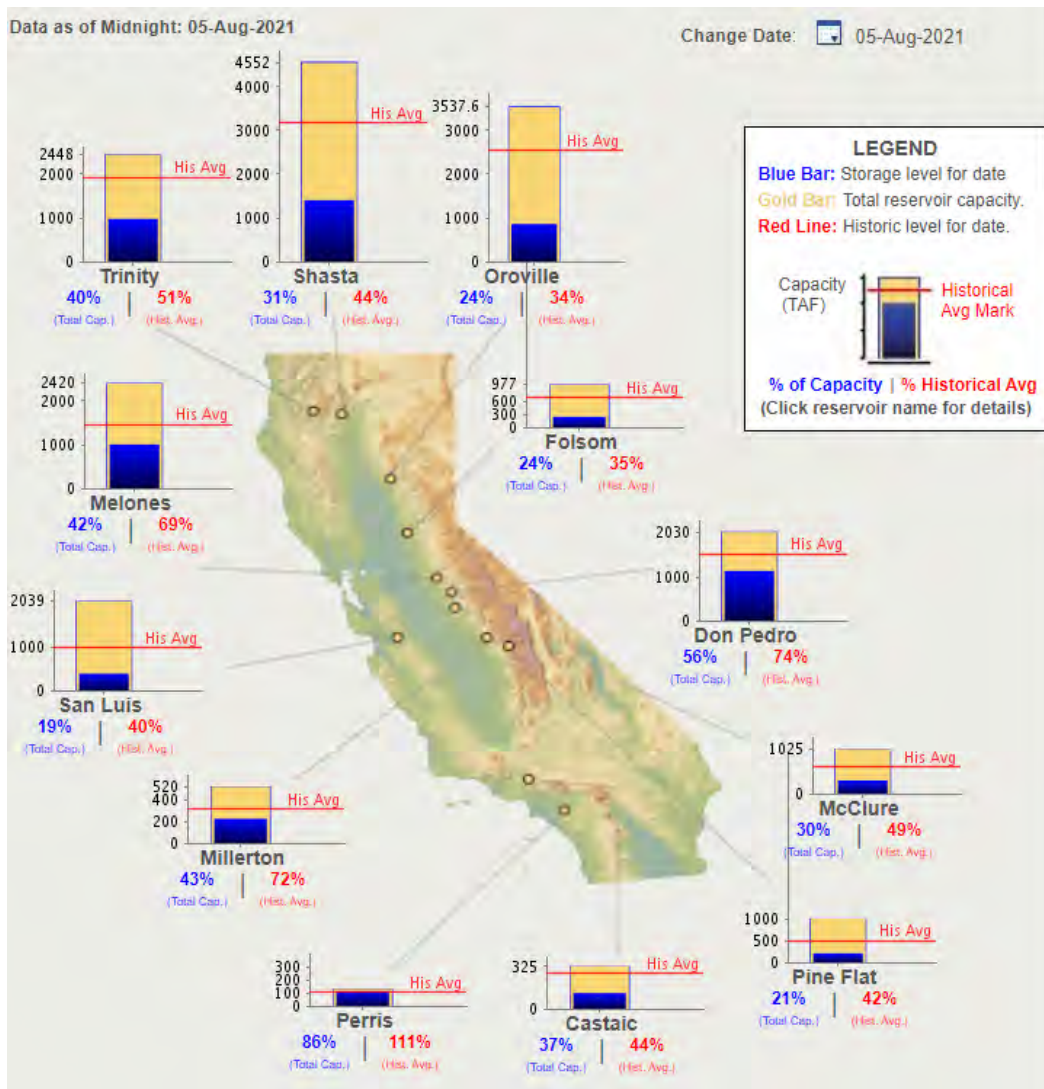 Data as of Midnight: 05-Aug-2021
Change Date: 05-Aug-2021
4552
4000
3000
2000
1000
0
His Avg
Shasta
31% | 44%
(Total Cap.) (Hist. Avg.)
3537.6
3000
2000
1000
0
His Avg
Oroville
24% | 34%
(Total Cap.) (Hist. Avg.)
2448
2000
1000
0
His Avg
Trinity
40% | 51%
(Total Cap.) (Hist. Avg.)
LEGEND
Blue Bar: Storage level for date
Gold Bar: Total reservoir capacity.
Red Line: Historic level for date.
Capacity
(TAF)
Historical
Avg Mark
% of Capacity | % Historical Avg
(Click reservoir name for details)
2420
2000
1000
0
His Avg
Melones
42% | 69%
(Total Cap.) (Hist. Avg.)
977
600
300
0
His Avg
Folsom
24% | 35%
(Total Cap.) (Hist. Avg.)
2030
1000
0
His Avg
Don Pedro
56% | 74%
(Total Cap.) (Hist. Avg.)
2039
1000
0
His Avg
San Luis
19% | 40%
(Total Cap.) (Hist. Avg.)
1025
0
His Avg
McClure
30% | 49%
(Total Cap.) (Hist. Avg.)
520
400
200
0
His Avg
Millerton
43% | 72%
(Total Cap.) (Hist. Avg.)
1000
500
0
His Avg
Pine Flat
21% | 42%
(Total Cap.) (Hist. Avg.)
300
200
100
0
His Avg
Perris
86% | 111%
(Total Cap.) (Hist. Avg.)
325
0
His Avg
Castaic
37% | 44%
(Total Cap.) (Hist. Avg.)